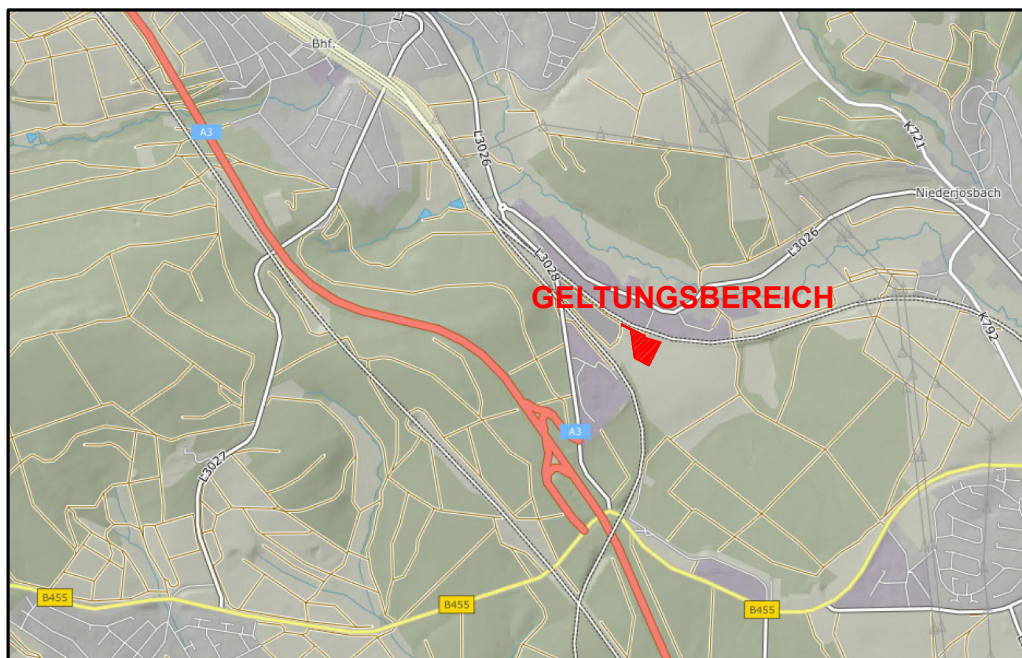 Bhf.
A3
L3026
K721
Niederjosbach
L3026
L3028
GELTUNGSBEREICH
K792
A3
L3027
B455
B455
B455